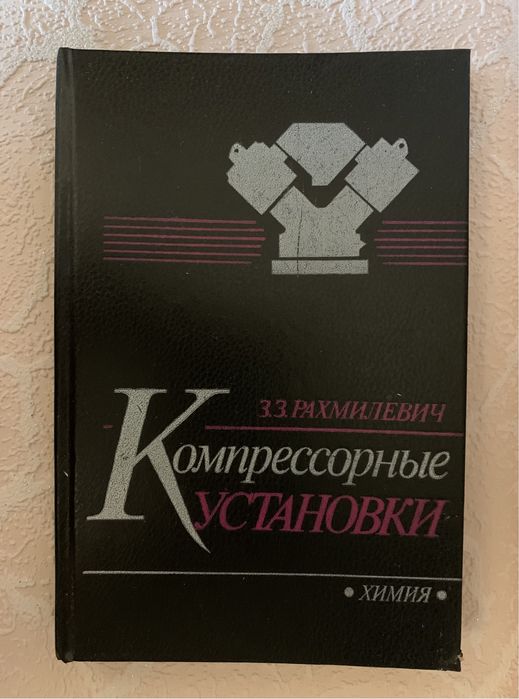 З.З.РАХМИЛЕВИЧ
Компрессорные
УСТАНОВКИ
• ХИМИЯ •